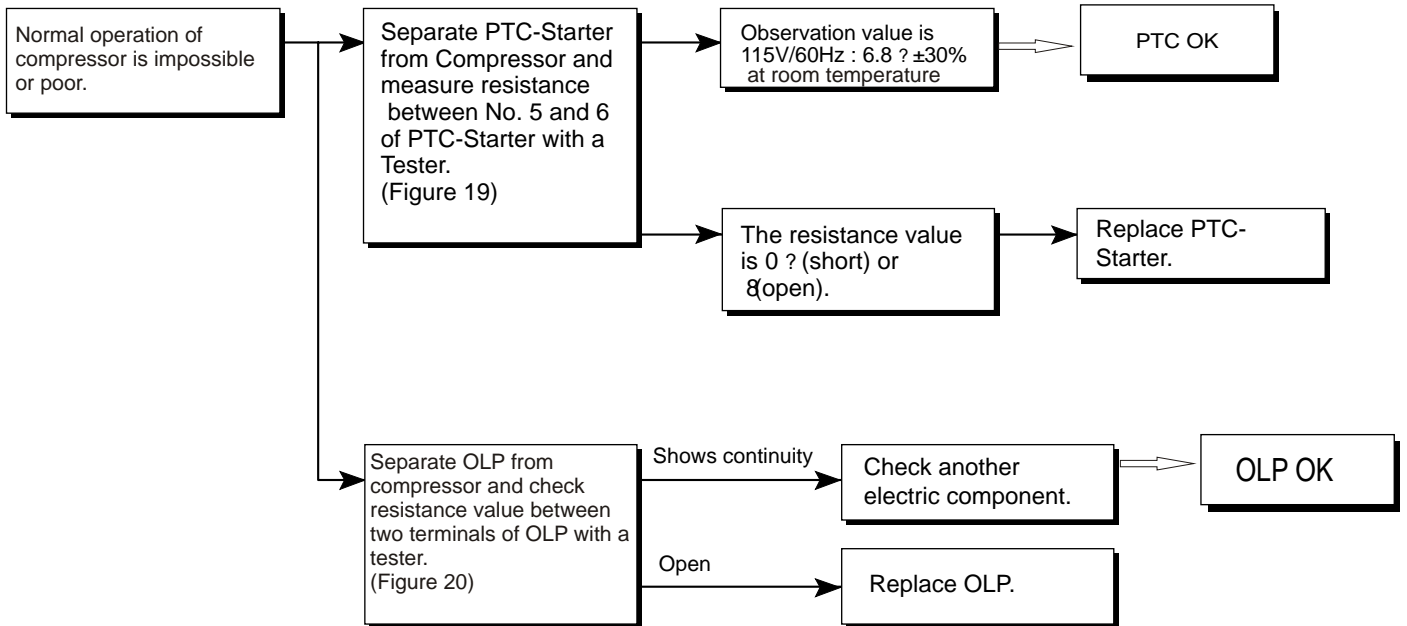 Normal operation of
compressor is impossible
or poor.
Separate PTC-Starter
from Compressor and
measure resistance
between No. 5 and 6
of PTC-Starter with a
Tester.
(Figure 19)
Observation value is
115V/60Hz : 6.8 ? ±30%
at room temperature
PTC OK
The resistance value
is 0 ? (short) or
8(open).
Replace PTC-
Starter.
Separate OLP from
compressor and check
resistance value between
two terminals of OLP with a
tester.
(Figure 20)
Shows continuity
Check another
electric component.
OLP OK
Open
Replace OLP.